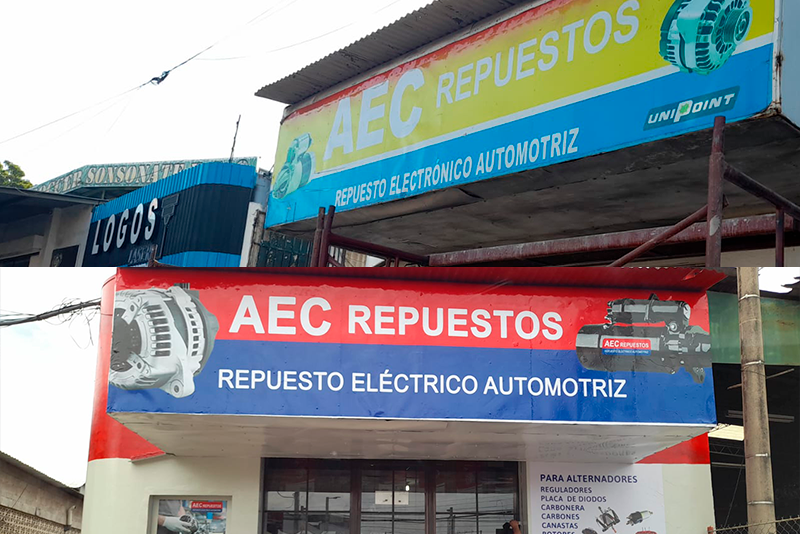 AEC REPUESTOS
UNIPOINT
REPUESTO ELECTRÓNICO AUTOMOTRIZ
SONSONATE
LOGOS
AEC REPUESTOS
AEC REPUESTOS
REPUESTO ELÉCTRICO AUTOMOTRIZ
PARA ALTERNADORES
REGULADORES
PLACA DE DIODOS
CARBONERA
CARBONES
CANASTAS
ROTORES
AEC REPUESTOS